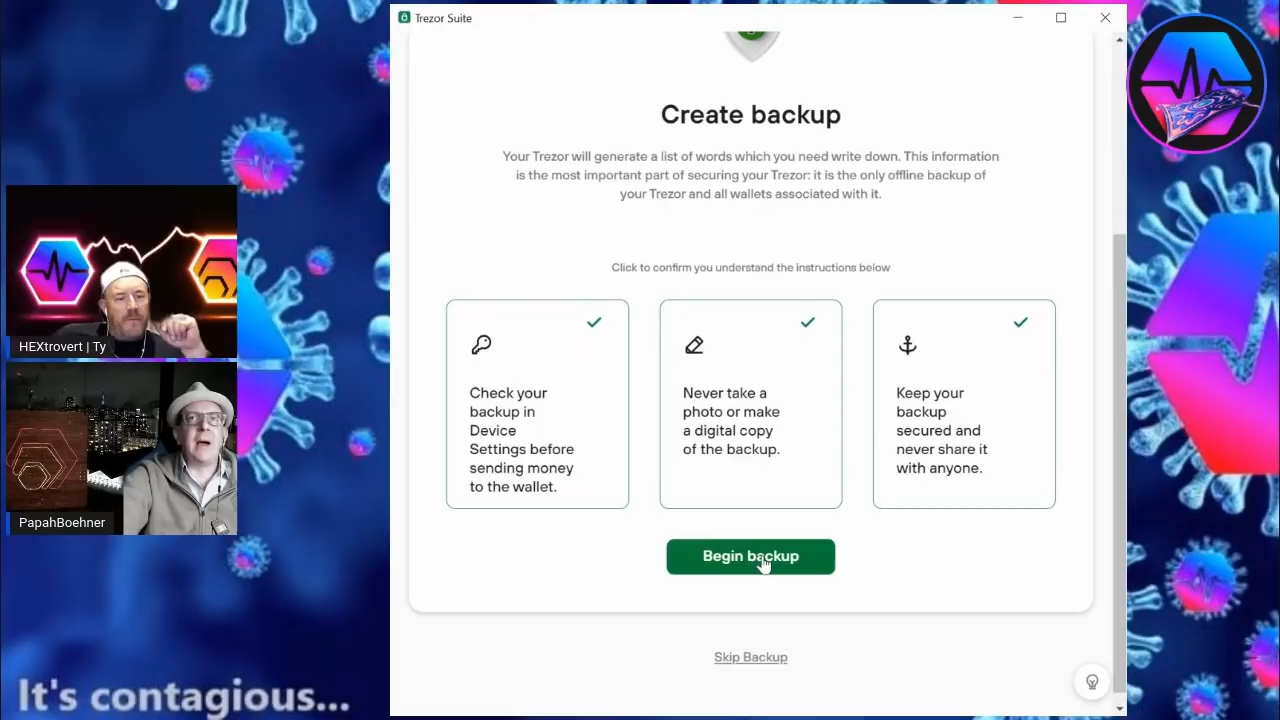 Trezor Suite
Create backup
Your Trezor will generate a list of words which you need write down. This information
is the most important part of securing your Trezor: it is the only offline backup of
your Trezor and all wallets associated with it.
Click to confirm you understand the instructions below
Check your
backup in
Device
Settings before
sending money
to the wallet.
Never take a
photo or make
a digital copy
of the backup.
Keep your
backup
secured and
never share it
with anyone.
Begin backup
Skip Backup
HEXtrovert | Ty
PapahBoehner
It's contagious...